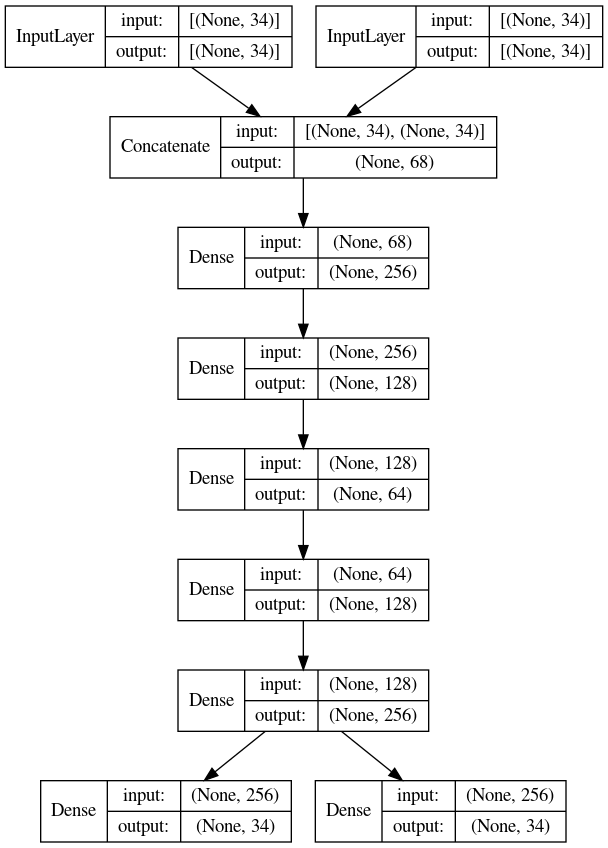 InputLayer input: [(None, 34)] output: [(None, 34)]
InputLayer input: [(None, 34)] output: [(None, 34)]
Concatenate input: [(None, 34), (None, 34)] output: (None, 68)
Dense input: (None, 68) output: (None, 256)
Dense input: (None, 256) output: (None, 128)
Dense input: (None, 128) output: (None, 64)
Dense input: (None, 64) output: (None, 128)
Dense input: (None, 128) output: (None, 256)
Dense input: (None, 256) output: (None, 34)
Dense input: (None, 256) output: (None, 34)